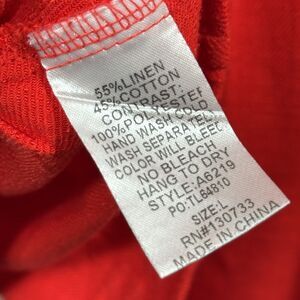 55%LINEN
45%COTTON
CONTRAST:
100%POLYESTER
HAND WASH COLD
WASH SEPARATELY
COLOR WILL BLEED
NO BLEACH
HANG TO DRY
STYLE:A6219
PO:TL64810
SIZE:L
RN#130733
MADE IN CHINA